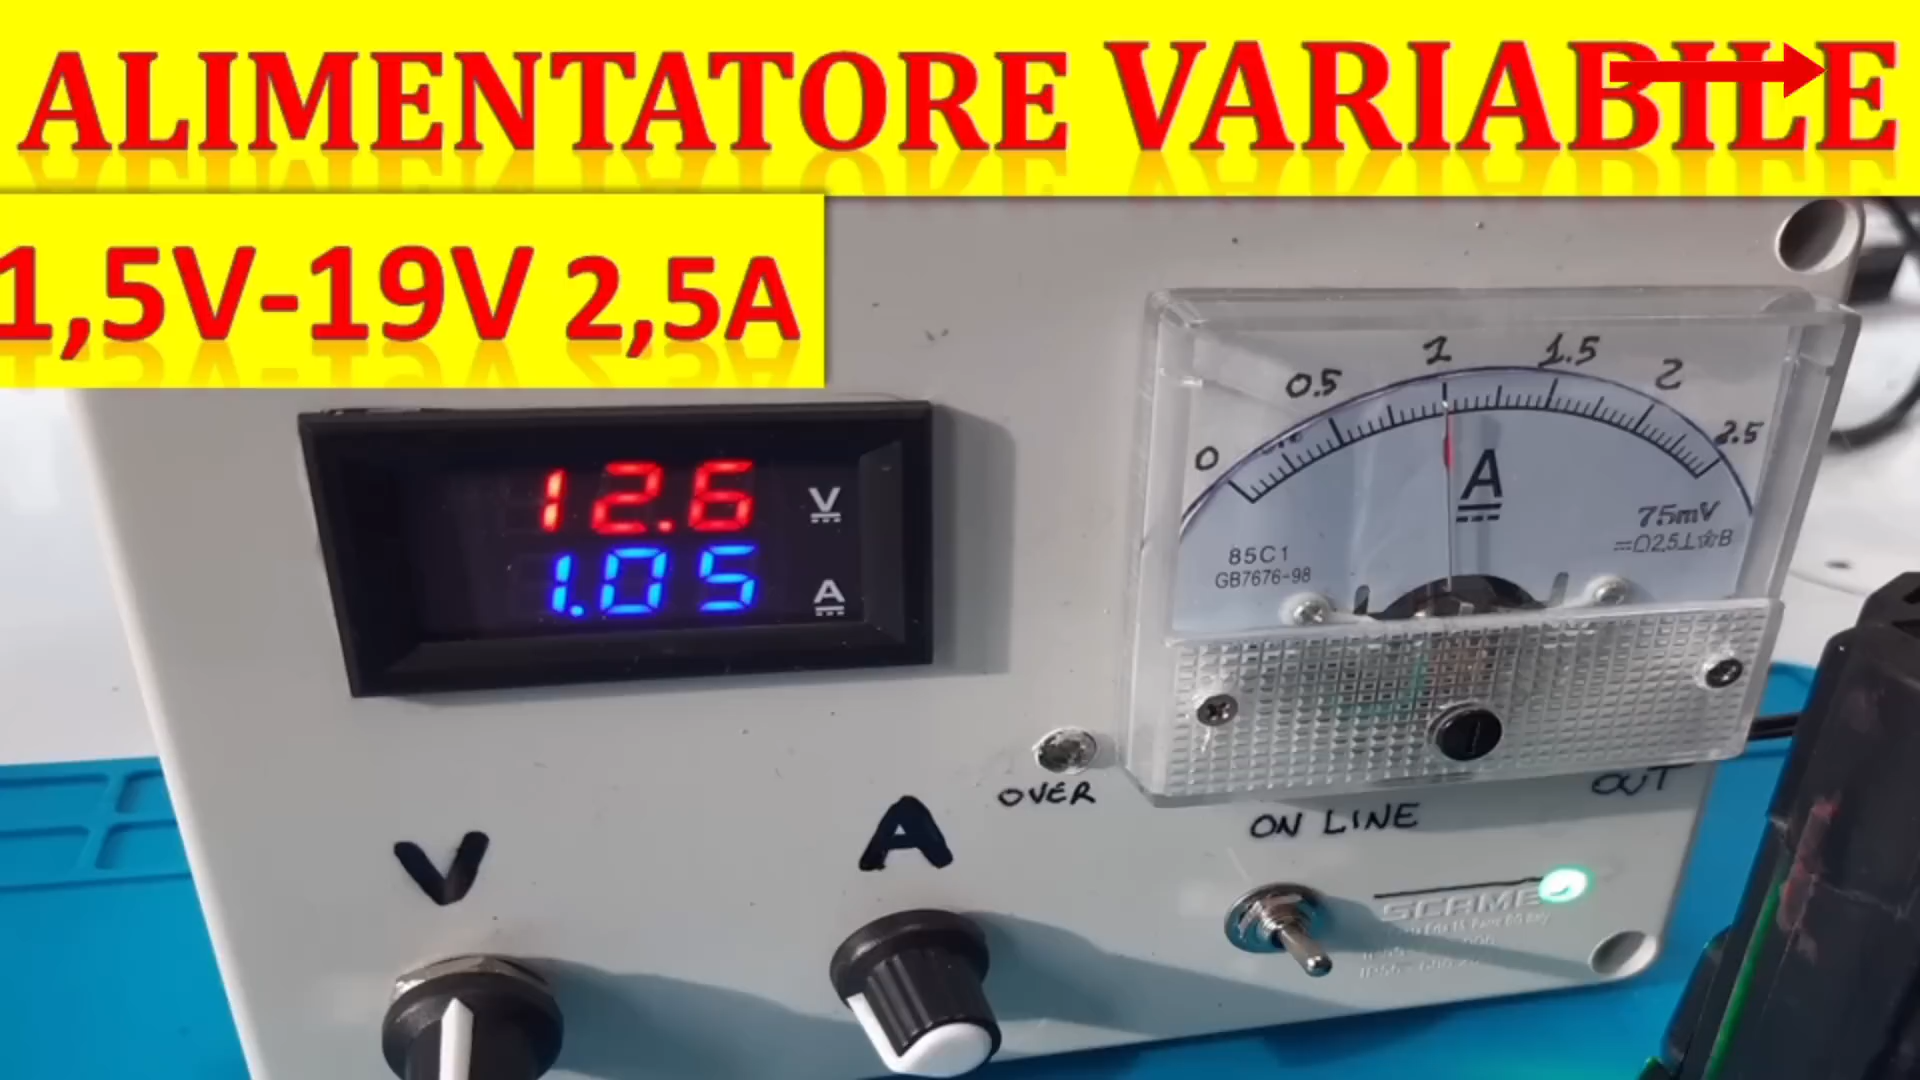 ALIMENTATORE VARIABILE
1,5V-19V 2,5A
12.6 V
1.05 A
0 0.5 1 1.5 2 2.5
A
75mV
85C1
GB7676-98
OVER
ON LINE
OUT
V
A
SCAME